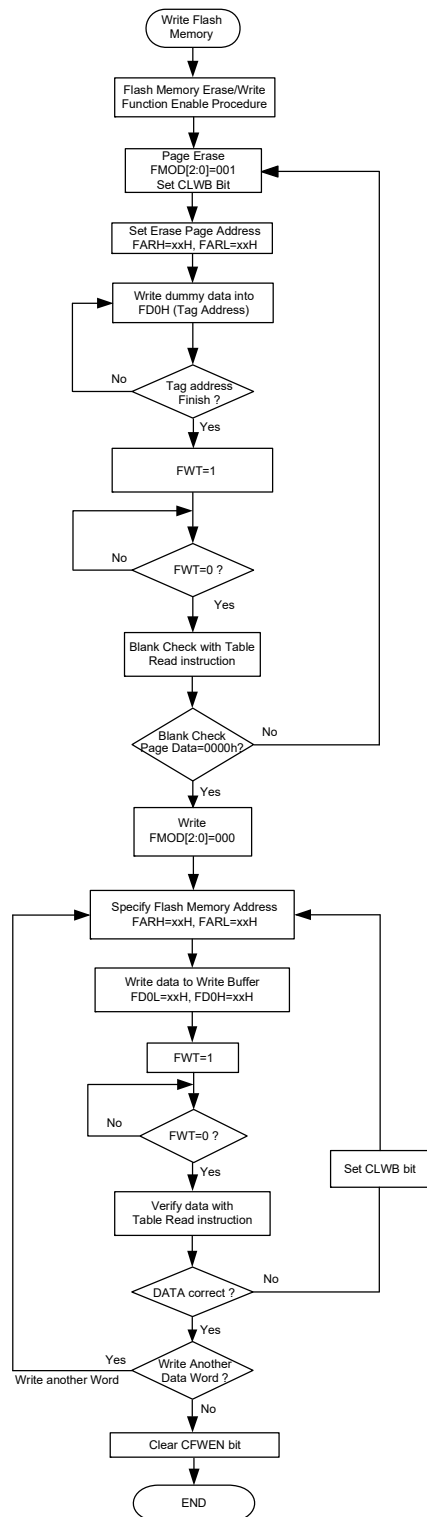 Write Flash
Memory
Flash Memory Erase/Write
Function Enable Procedure
Page Erase
FMOD[2:0]=001
Set CLWB Bit
Set Erase Page Address
FARH=xxH, FARL=xxH
Write dummy data into
FD0H (Tag Address)
No
Tag address
Finish ?
Yes
FWT=1
No
FWT=0 ?
Yes
Blank Check with Table
Read instruction
Blank Check
Page Data=0000h?
No
Yes
Write
FMOD[2:0]=000
Specify Flash Memory Address
FARH=xxH, FARL=xxH
Write data to Write Buffer
FD0L=xxH, FD0H=xxH
FWT=1
No
FWT=0 ?
Yes
Set CLWB bit
Verify data with
Table Read instruction
DATA correct ?
No
Yes
Yes
Write another Word
Write Another
Data Word ?
No
Clear CFWEN bit
END